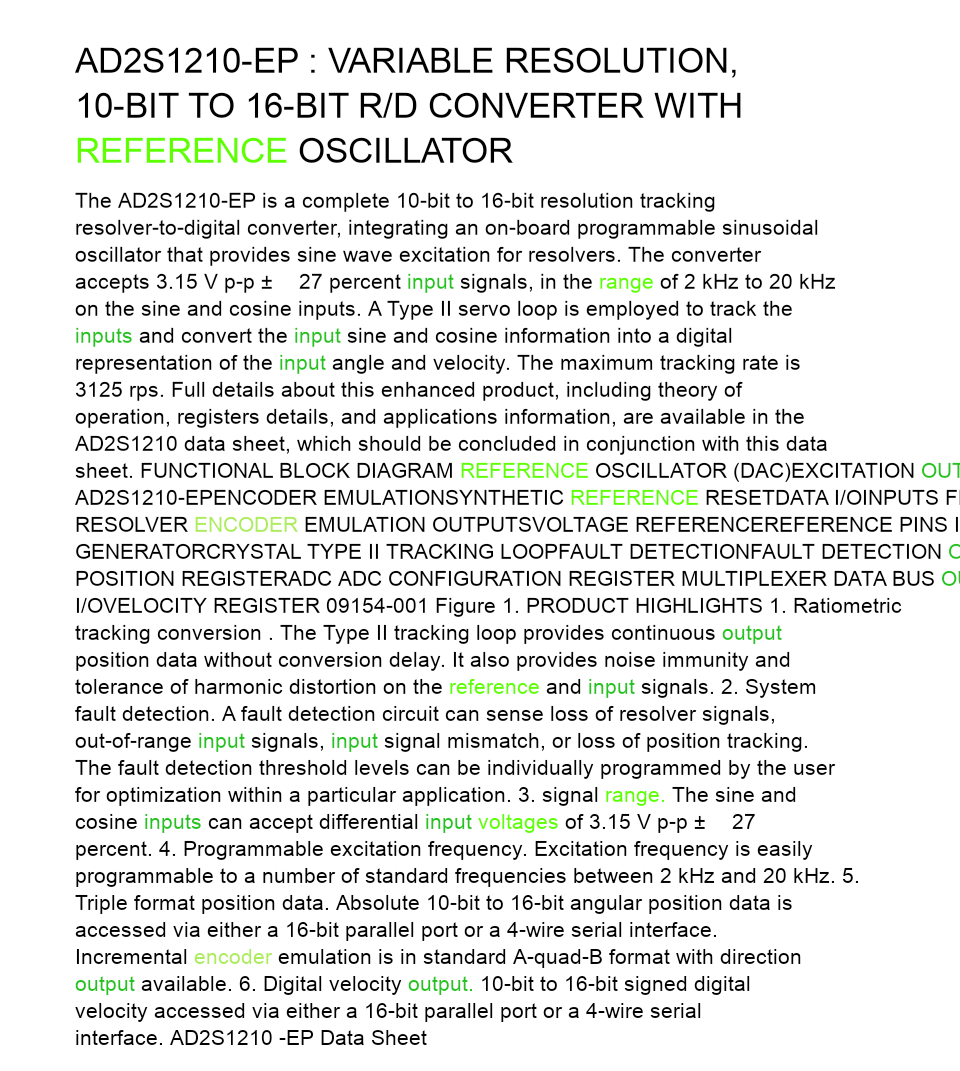 AD2S1210-EP : VARIABLE RESOLUTION,
10-BIT TO 16-BIT R/D CONVERTER WITH
REFERENCE OSCILLATOR
The AD2S1210-EP is a complete 10-bit to 16-bit resolution tracking
resolver-to-digital converter, integrating an on-board programmable sinusoidal
oscillator that provides sine wave excitation for resolvers. The converter
accepts 3.15 V p-p ± 27 percent input signals, in the range of 2 kHz to 20 kHz
on the sine and cosine inputs. A Type II servo loop is employed to track the
inputs and convert the input sine and cosine information into a digital
representation of the input angle and velocity. The maximum tracking rate is
3125 rps. Full details about this enhanced product, including theory of
operation, registers details, and applications information, are available in the
AD2S1210 data sheet, which should be concluded in conjunction with this data
sheet. FUNCTIONAL BLOCK DIAGRAM REFERENCE OSCILLATOR (DAC)EXCITATION
AD2S1210-EPENCODER EMULATIONSYNTHETIC REFERENCE RESETDATA I/OINPUTS
RESOLVER ENCODER EMULATION OUTPUTSVOLTAGE REFERENCEREFERENCE PINS
GENERATORCRYSTAL TYPE II TRACKING LOOPFAULT DETECTIONFAULT DETECTION
POSITION REGISTERADC ADC CONFIGURATION REGISTER MULTIPLEXER DATA BUS
I/OVELOCITY REGISTER 09154-001 Figure 1. PRODUCT HIGHLIGHTS 1. Ratiometric
tracking conversion . The Type II tracking loop provides continuous output
position data without conversion delay. It also provides noise immunity and
tolerance of harmonic distortion on the reference and input signals. 2. System
fault detection. A fault detection circuit can sense loss of resolver signals,
out-of-range input signals, input signal mismatch, or loss of position tracking.
The fault detection threshold levels can be individually programmed by the user
for optimization within a particular application. 3. signal range. The sine and
cosine inputs can accept differential input voltages of 3.15 V p-p ± 27
percent. 4. Programmable excitation frequency. Excitation frequency is easily
programmable to a number of standard frequencies between 2 kHz and 20 kHz. 5.
Triple format position data. Absolute 10-bit to 16-bit angular position data is
accessed via either a 16-bit parallel port or a 4-wire serial interface.
Incremental encoder emulation is in standard A-quad-B format with direction
output available. 6. Digital velocity output. 10-bit to 16-bit signed digital
velocity accessed via either a 16-bit parallel port or a 4-wire serial
interface. AD2S1210 -EP Data Sheet